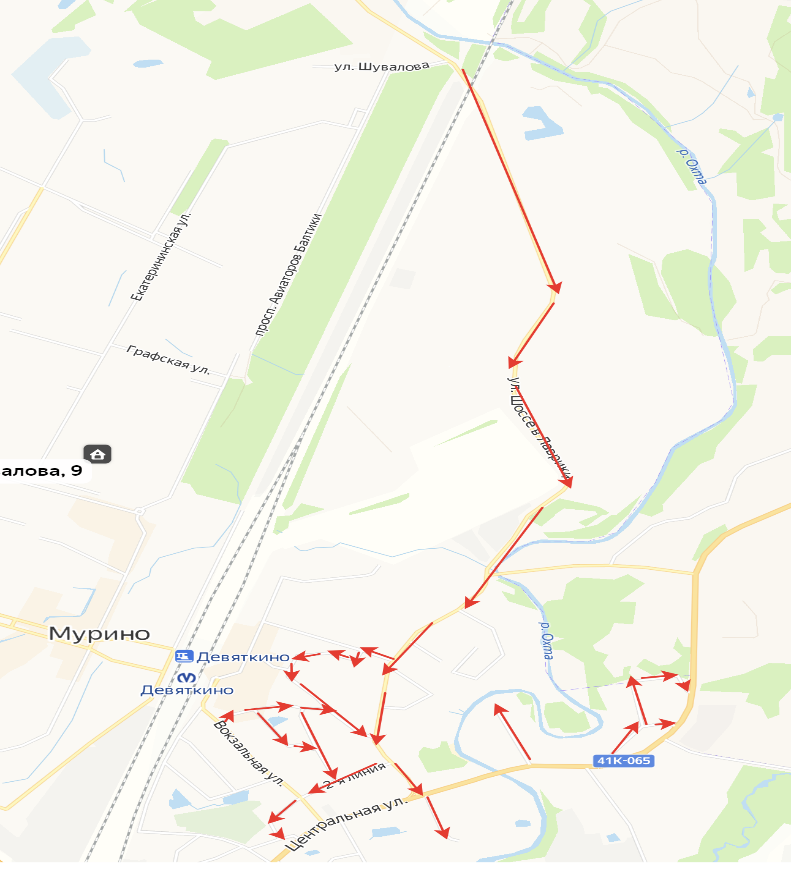 ул. Шувалова
р. Охта
Екатерининская ул.
просп. Авиаторов Балтики
Графская ул.
ул. Шоссе в Лаврики
алова, 9
Мурино
Девяткино
Девяткино
р. Охта
Вокзальная ул.
2-я линия
41К-065
Центральная ул.